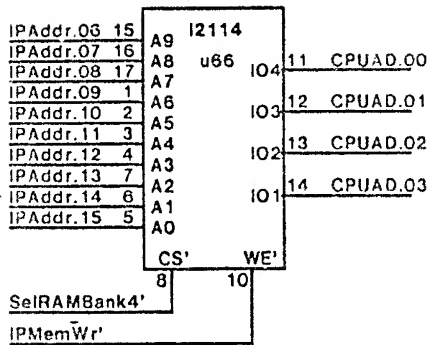 IPAddr.06 15 A9 I2114
IPAddr.07 16 A8 u66 IO4 11 CPUAD.00
IPAddr.08 17 A7
IPAddr.09 1 A6 IO3 12 CPUAD.01
IPAddr.10 2 A5
IPAddr.11 3 A4 IO2 13 CPUAD.02
IPAddr.12 4 A3
IPAddr.13 7 A2 IO1 14 CPUAD.03
IPAddr.14 6 A1
IPAddr.15 5 A0
CS' WE'
8 10
SelRAMBank4'
IPMemWr'